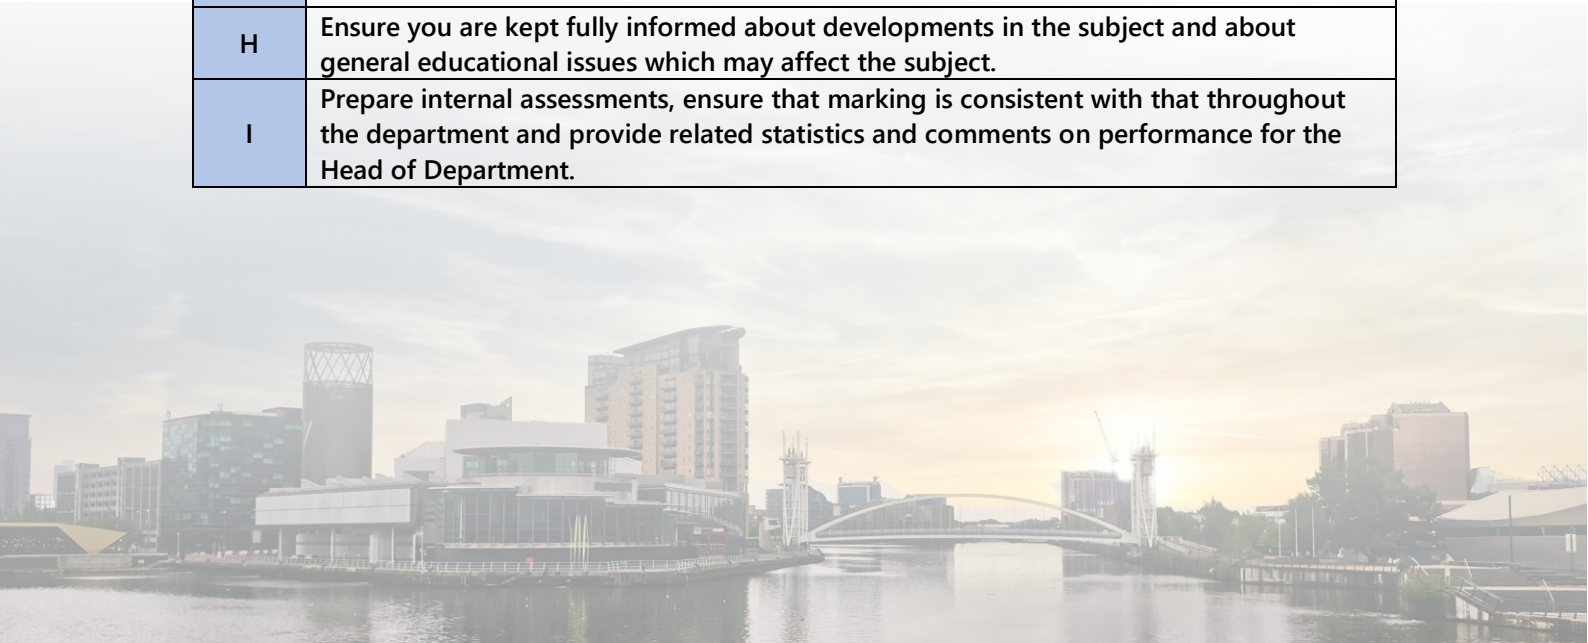 H
Ensure you are kept fully informed about developments in the subject and about
general educational issues which may affect the subject.
I
Prepare internal assessments, ensure that marking is consistent with that throughout
the department and provide related statistics and comments on performance for the
Head of Department.